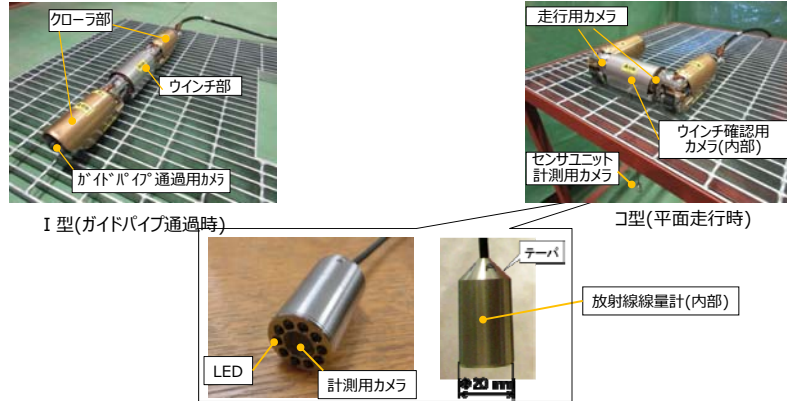 クローラ部
ウインチ部
ｶﾞｲﾄﾞﾊﾟｲﾌﾟ通過用ｶﾒﾗ
I 型(ガイドパイプ通過時)
走行用カメラ
ウインチ確認用
カメラ(内部)
センサユニット
計測用カメラ
コ型(平面走行時)
LED
計測用カメラ
テーパ
放射線線量計(内部)
Φ20 mm